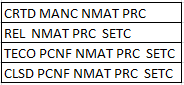 CRTD MANC NMAT PRC
REL NMAT PRC SETC
TECO PCNF NMAT PRC SETC
CLSD PCNF NMAT PRC SETC